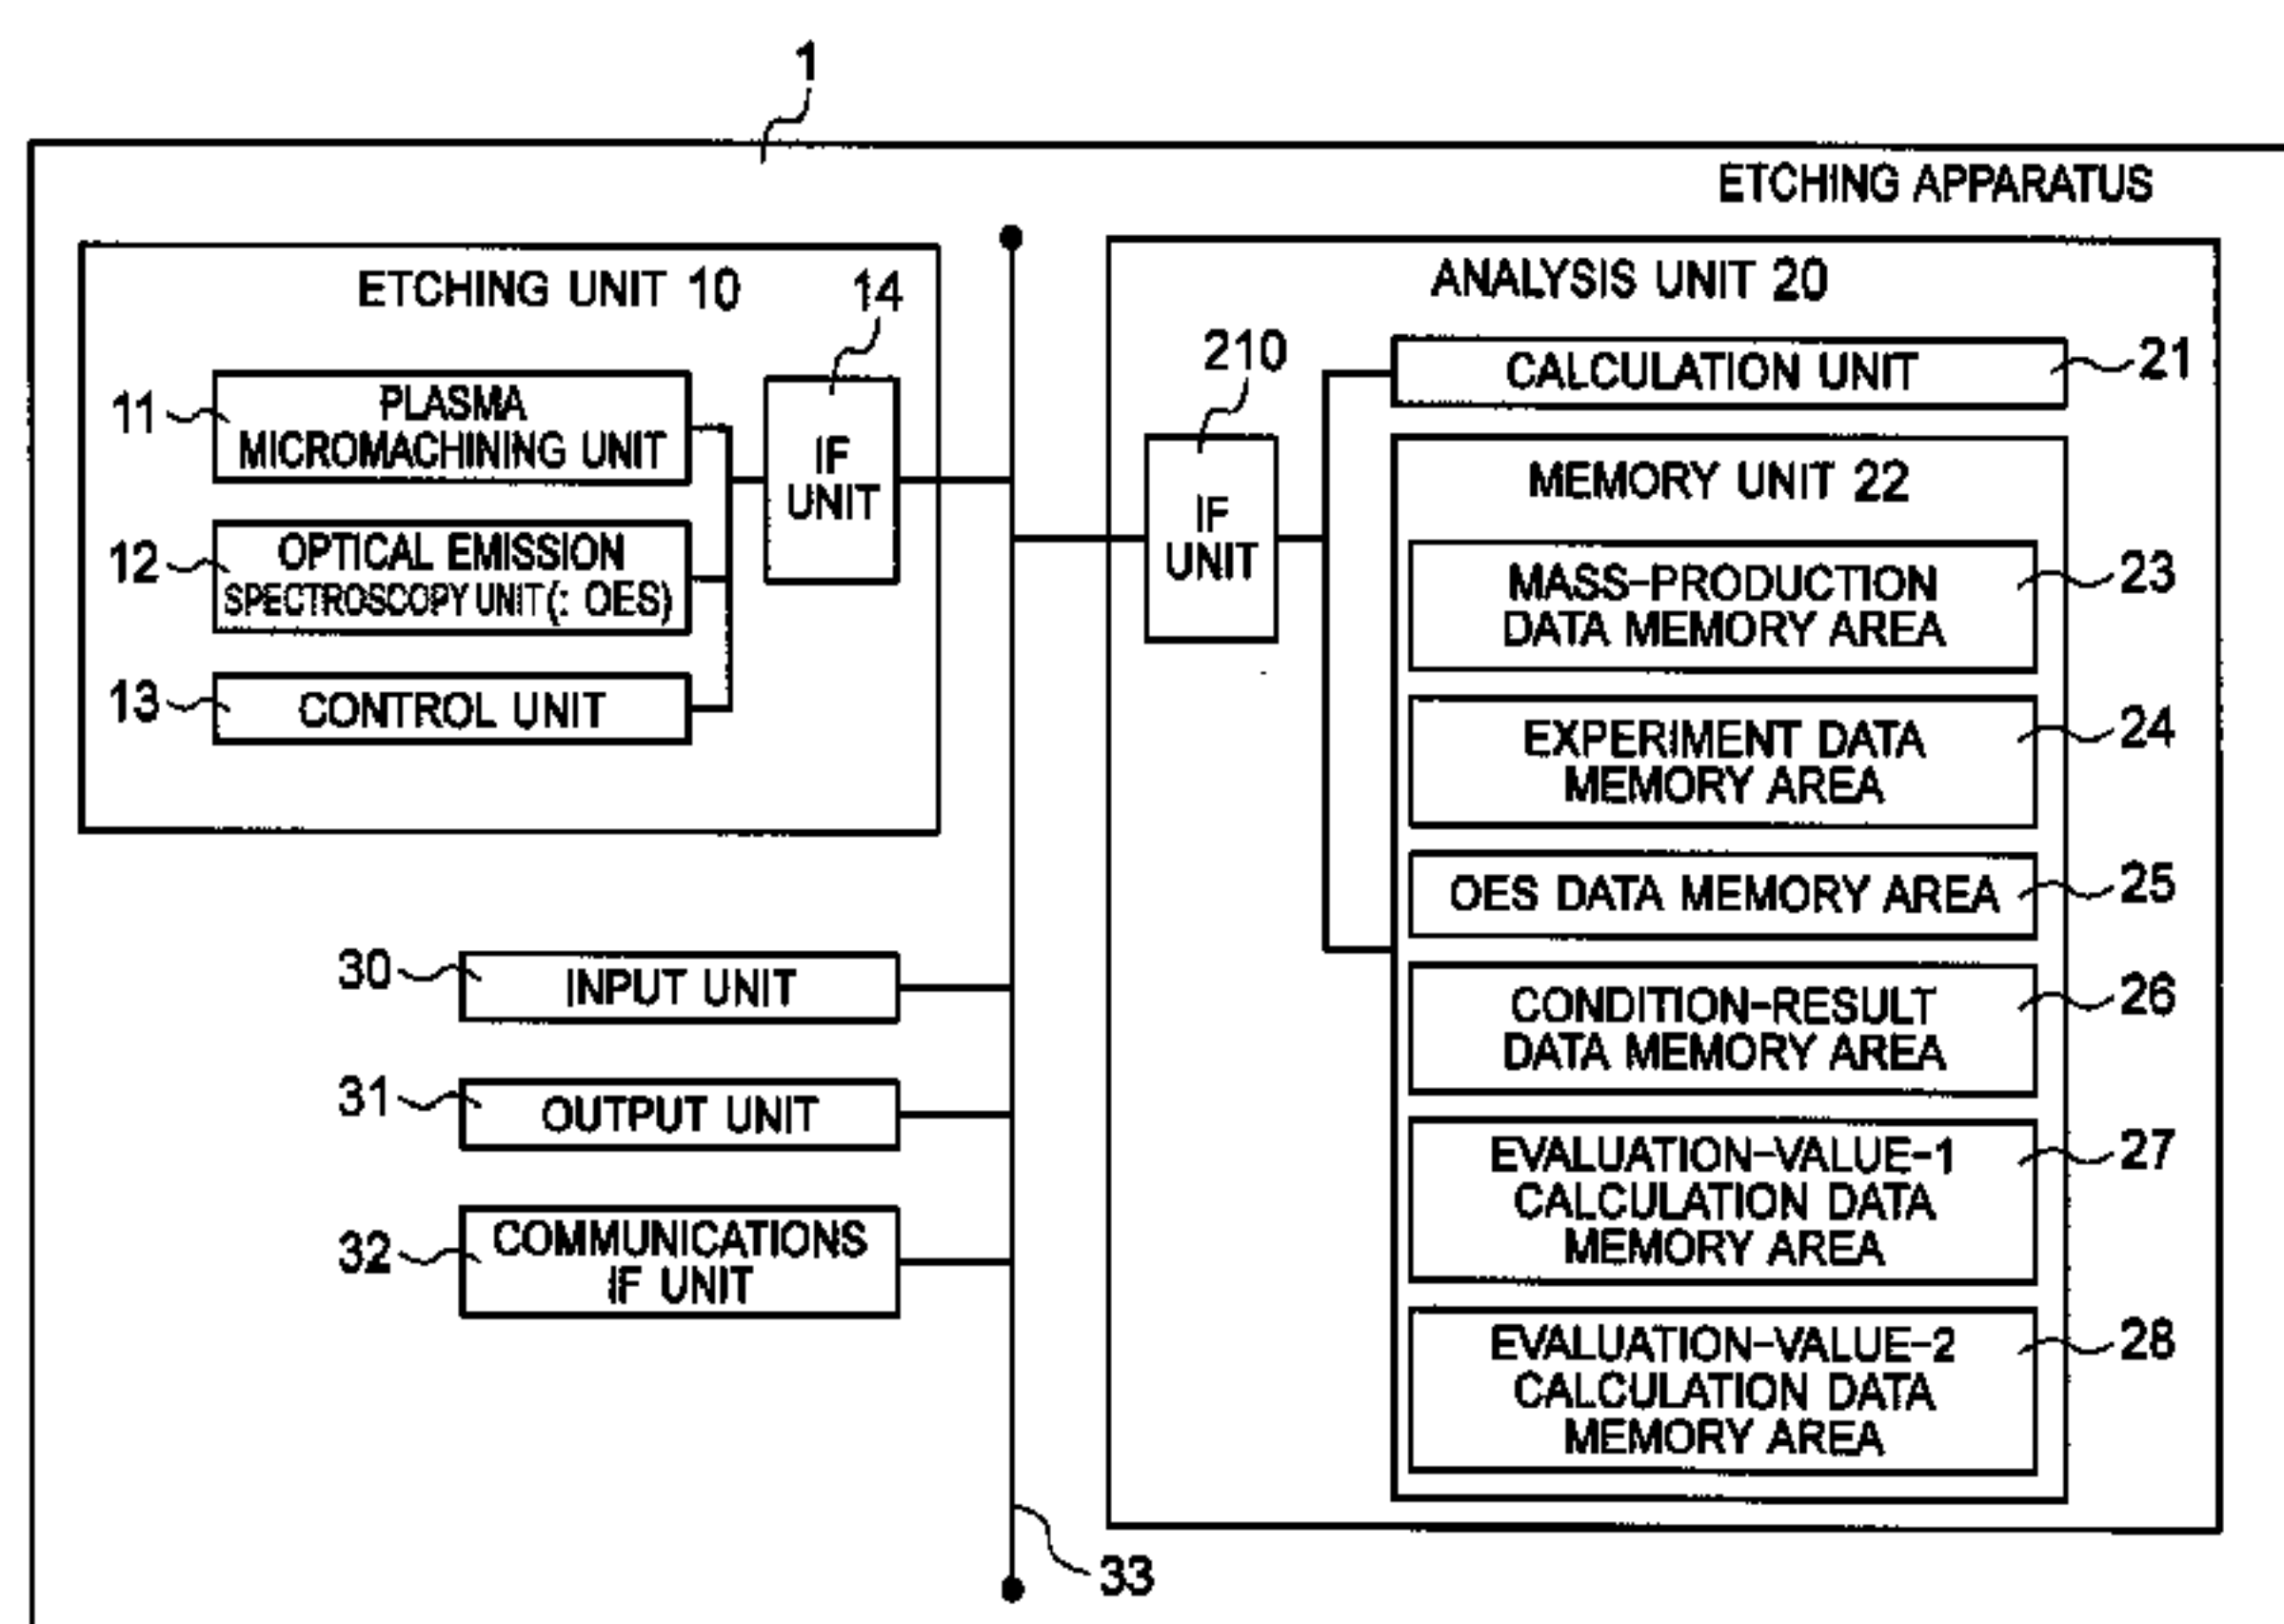 1
ETCHING APPARATUS
ETCHING UNIT 10
14
11
PLASMA
MICROMACHINING UNIT
IF
UNIT
12
OPTICAL EMISSION
SPECTROSCOPY UNIT (: OES)
13
CONTROL UNIT
30
INPUT UNIT
31
OUTPUT UNIT
32
COMMUNICATIONS
IF UNIT
33
ANALYSIS UNIT 20
210
IF
UNIT
CALCULATION UNIT
21
MEMORY UNIT 22
MASS-PRODUCTION
DATA MEMORY AREA
23
EXPERIMENT DATA
MEMORY AREA
24
OES DATA MEMORY AREA
25
CONDITION-RESULT
DATA MEMORY AREA
26
EVALUATION-VALUE-1
CALCULATION DATA
MEMORY AREA
27
EVALUATION-VALUE-2
CALCULATION DATA
MEMORY AREA
28